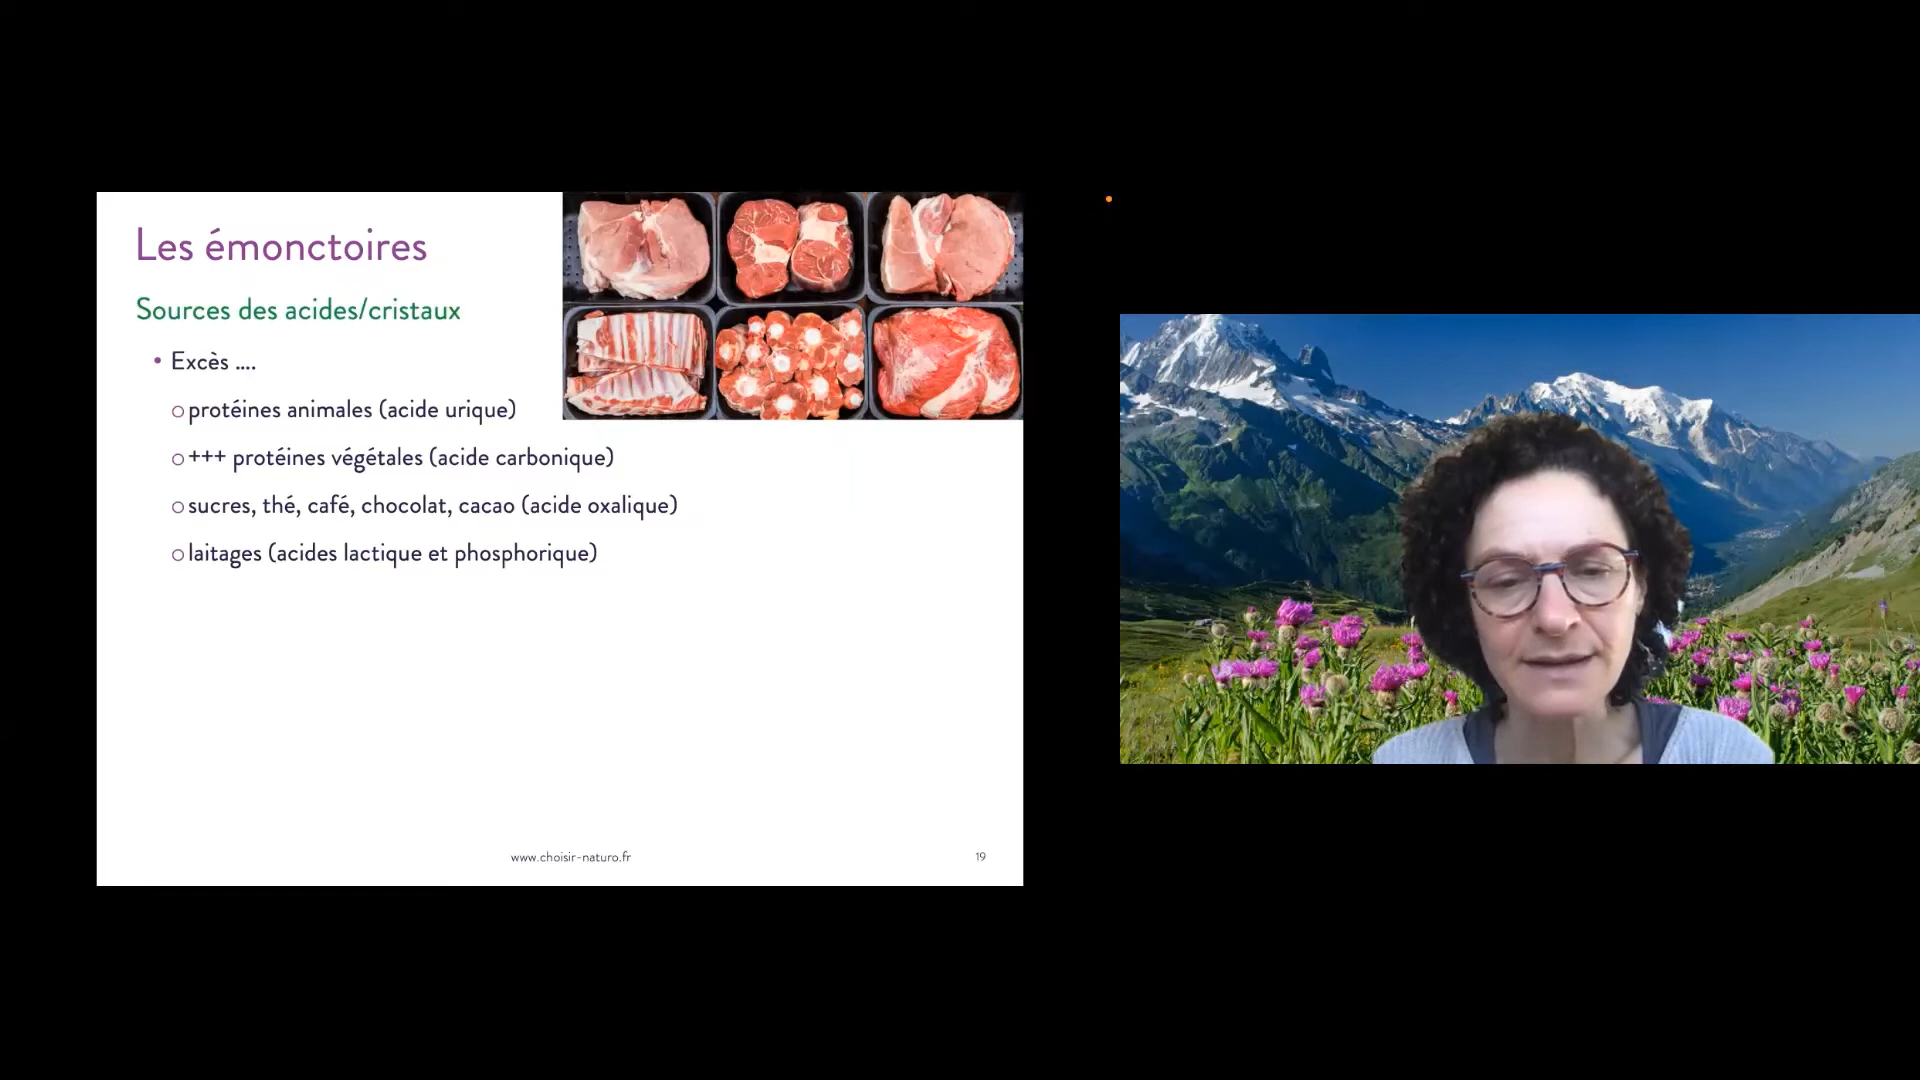 Les émonctoires
Sources des acides/cristaux
• Excès ....
○ protéines animales (acide urique)
○ +++ protéines végétales (acide carbonique)
○ sucres, thé, café, chocolat, cacao (acide oxalique)
○ laitages (acides lactique et phosphorique)
www.choisir-naturo.fr
19